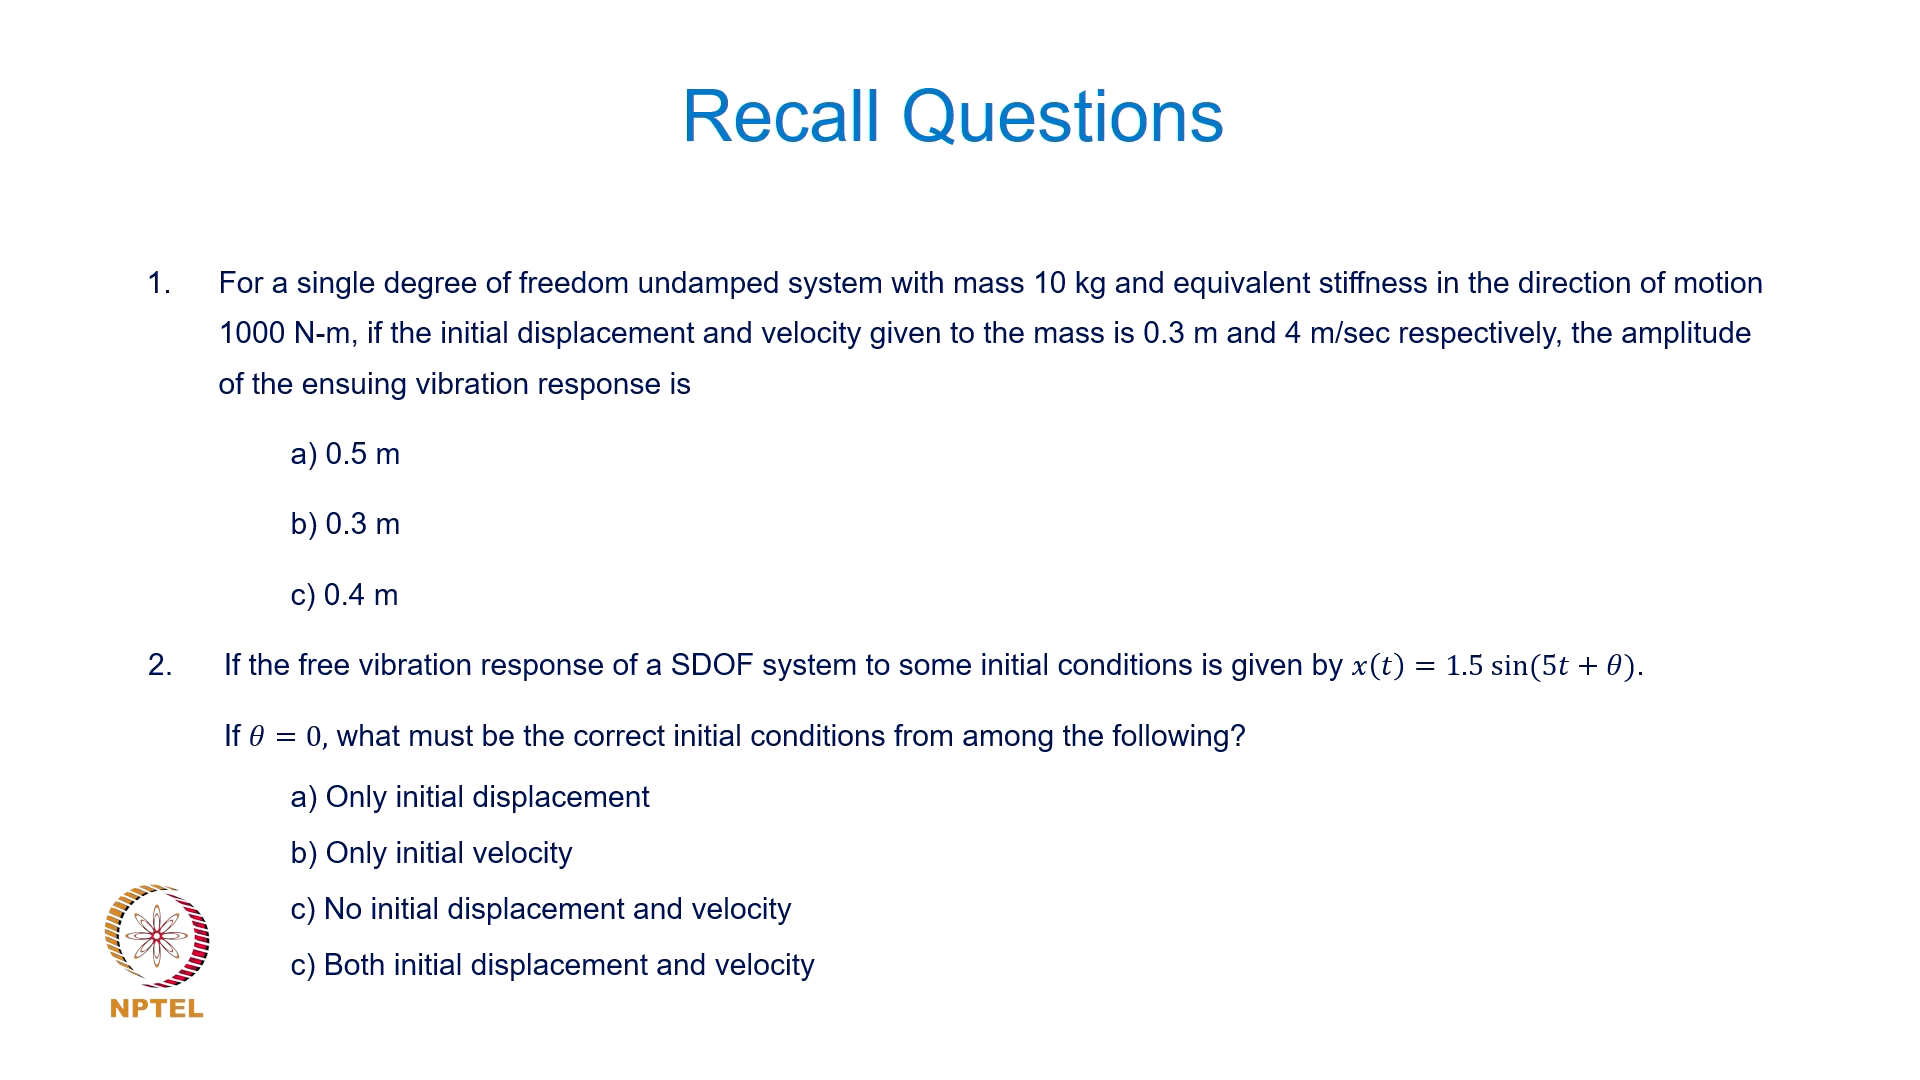 Recall Questions
1. For a single degree of freedom undamped system with mass 10 kg and equivalent stiffness in the direction of motion
1000 N-m, if the initial displacement and velocity given to the mass is 0.3 m and 4 m/sec respectively, the amplitude
of the ensuing vibration response is
a) 0.5 m
b) 0.3 m
c) 0.4 m
2. If the free vibration response of a SDOF system to some initial conditions is given by 𝑥(𝑡) = 1.5 sin(5𝑡 + 𝜃).
If 𝜃 = 0, what must be the correct initial conditions from among the following?
a) Only initial displacement
b) Only initial velocity
c) No initial displacement and velocity
c) Both initial displacement and velocity
NPTEL